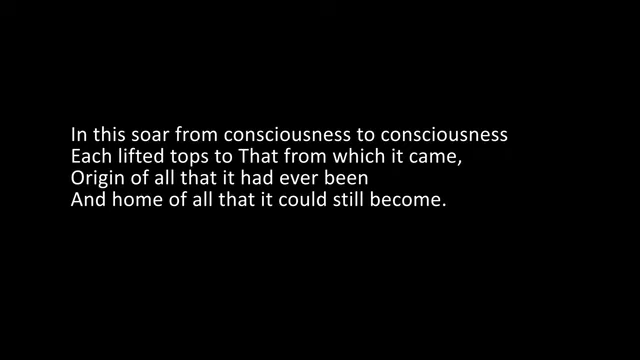 In this soar from consciousness to consciousness
Each lifted tops to That from which it came,
Origin of all that it had ever been
And home of all that it could still become.